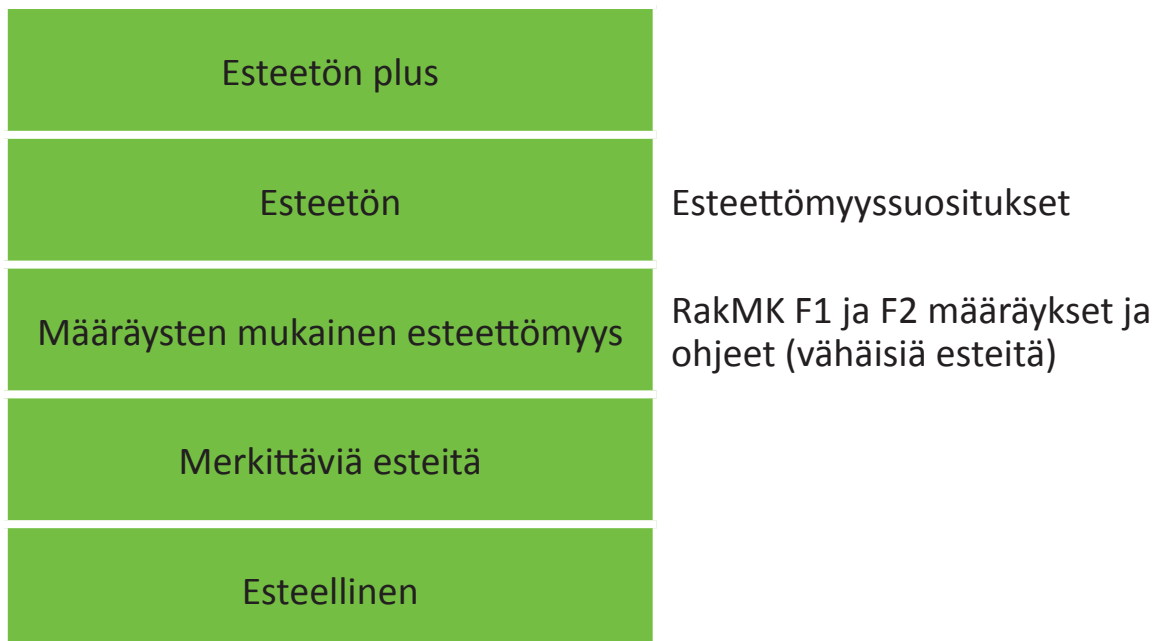 Esteetön plus
Esteetön
Esteettömyyssuositukset
Määräysten mukainen esteettömyys
RakMK F1 ja F2 määräykset ja
ohjeet (vähäisiä esteitä)
Merkittäviä esteitä
Esteellinen